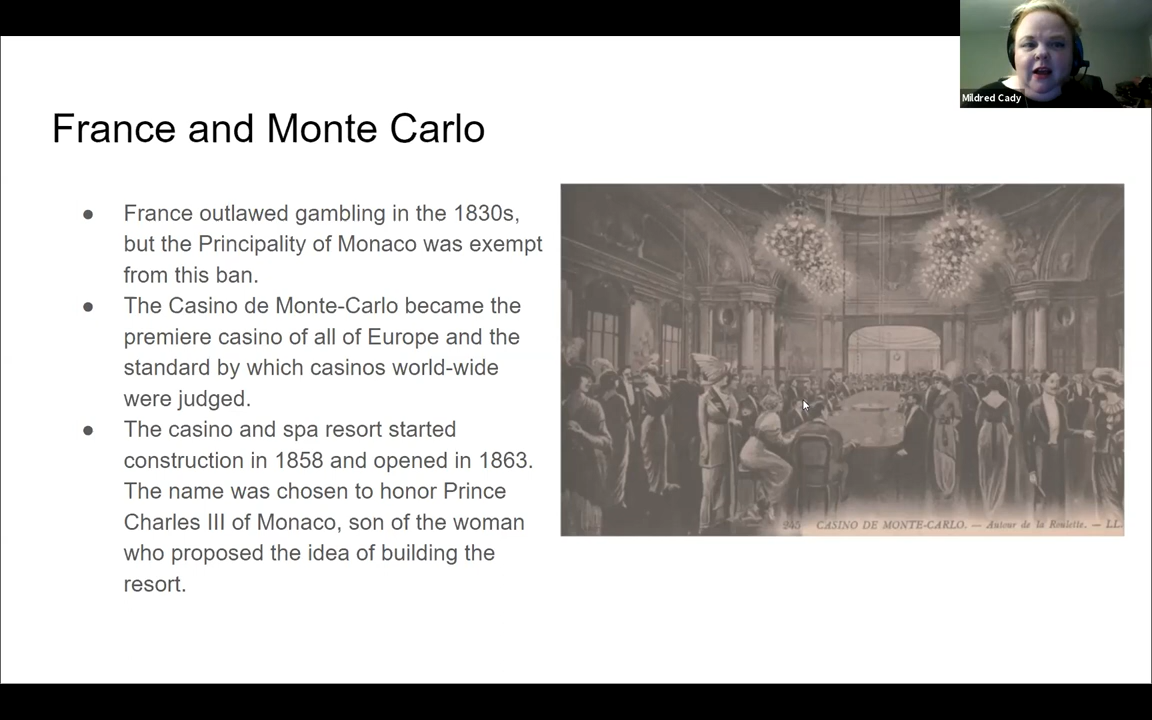 Mildred Cady
France and Monte Carlo
● France outlawed gambling in the 1830s,
but the Principality of Monaco was exempt
from this ban.
● The Casino de Monte-Carlo became the
premiere casino of all of Europe and the
standard by which casinos world-wide
were judged.
● The casino and spa resort started
construction in 1858 and opened in 1863.
The name was chosen to honor Prince
Charles III of Monaco, son of the woman
who proposed the idea of building the
resort.
245 CASINO DE MONTE-CARLO. — Autour de la Roulette. — LL.